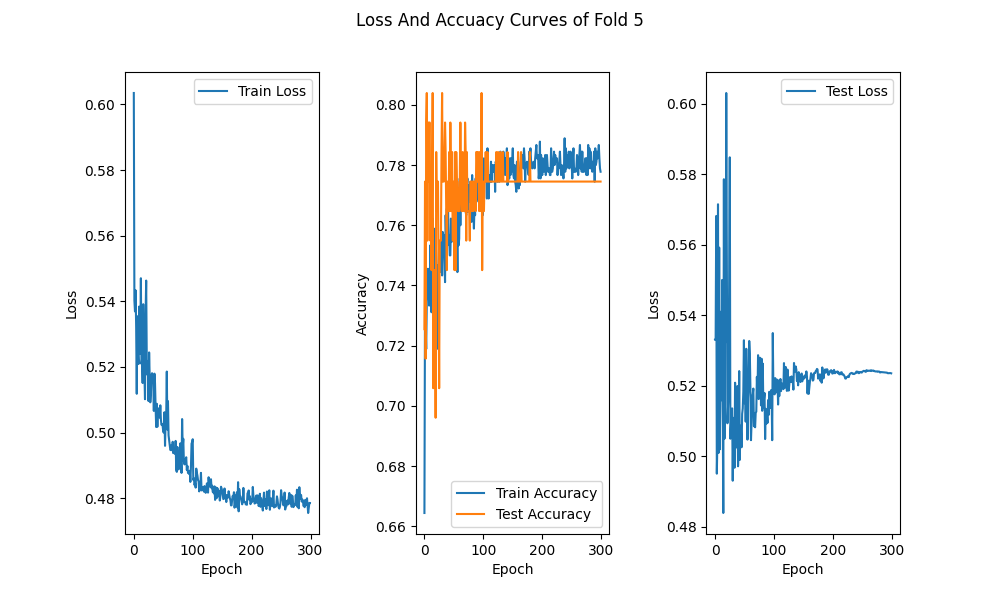 Loss And Accuacy Curves of Fold 5
Train Loss
0.60
0.58
0.56
0.54
0.52
0.50
0.48
Loss
0 100 200 300
Epoch
0.80
0.78
0.76
0.74
0.72
0.70
0.68
0.66
Accuracy
Train Accuracy
Test Accuracy
0 100 200 300
Epoch
Test Loss
0.60
0.58
0.56
0.54
0.52
0.50
0.48
Loss
0 100 200 300
Epoch